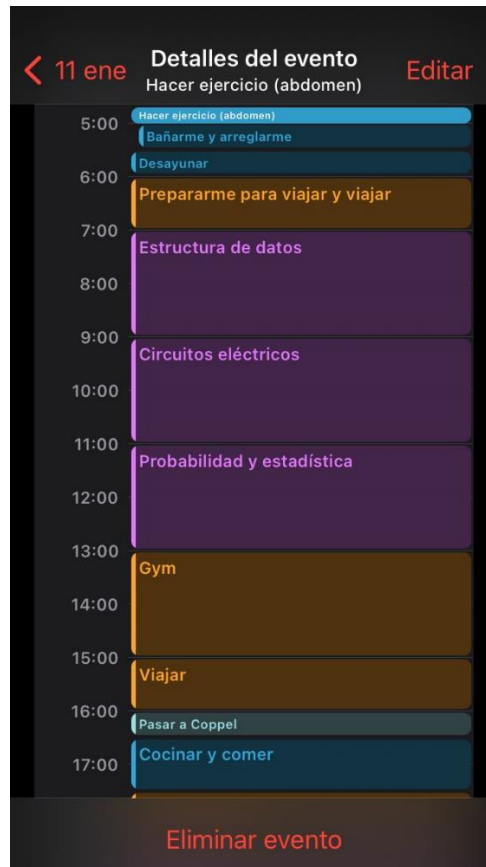 11 ene
Detalles del evento
Hacer ejercicio (abdomen)
Editar
Hacer ejercicio (abdomen)
5:00
Bañarme y arreglarme
Desayunar
6:00
Prepararme para viajar y viajar
7:00
Estructura de datos
8:00
9:00
Circuitos eléctricos
10:00
11:00
Probabilidad y estadística
12:00
13:00
Gym
14:00
15:00
Viajar
16:00
Pasar a Coppel
Cocinar y comer
17:00
Eliminar evento